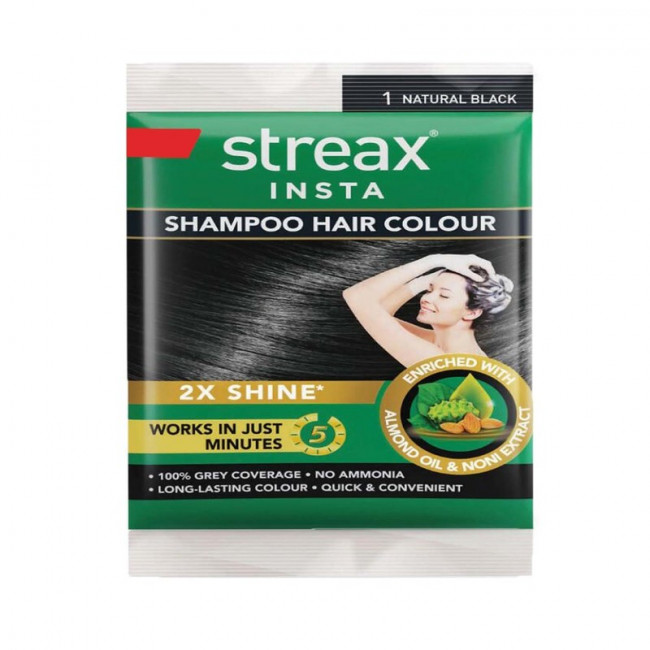 1 NATURAL BLACK
streax®
INSTA
SHAMPOO HAIR COLOUR
2X SHINE*
WORKS IN JUST
MINUTES 5
ENRICHED WITH
ALMOND OIL & NONI EXTRACT
• 100% GREY COVERAGE • NO AMMONIA
• LONG-LASTING COLOUR • QUICK & CONVENIENT